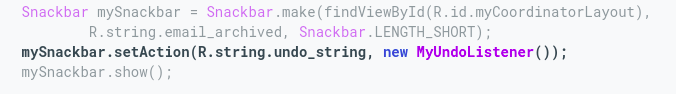 Snackbar mySnackbar = Snackbar.make(findViewById(R.id.myCoordinatorLayout),
        R.string.email_archived, Snackbar.LENGTH_SHORT);
mySnackbar.setAction(R.string.undo_string, new MyUndoListener());
mySnackbar.show();